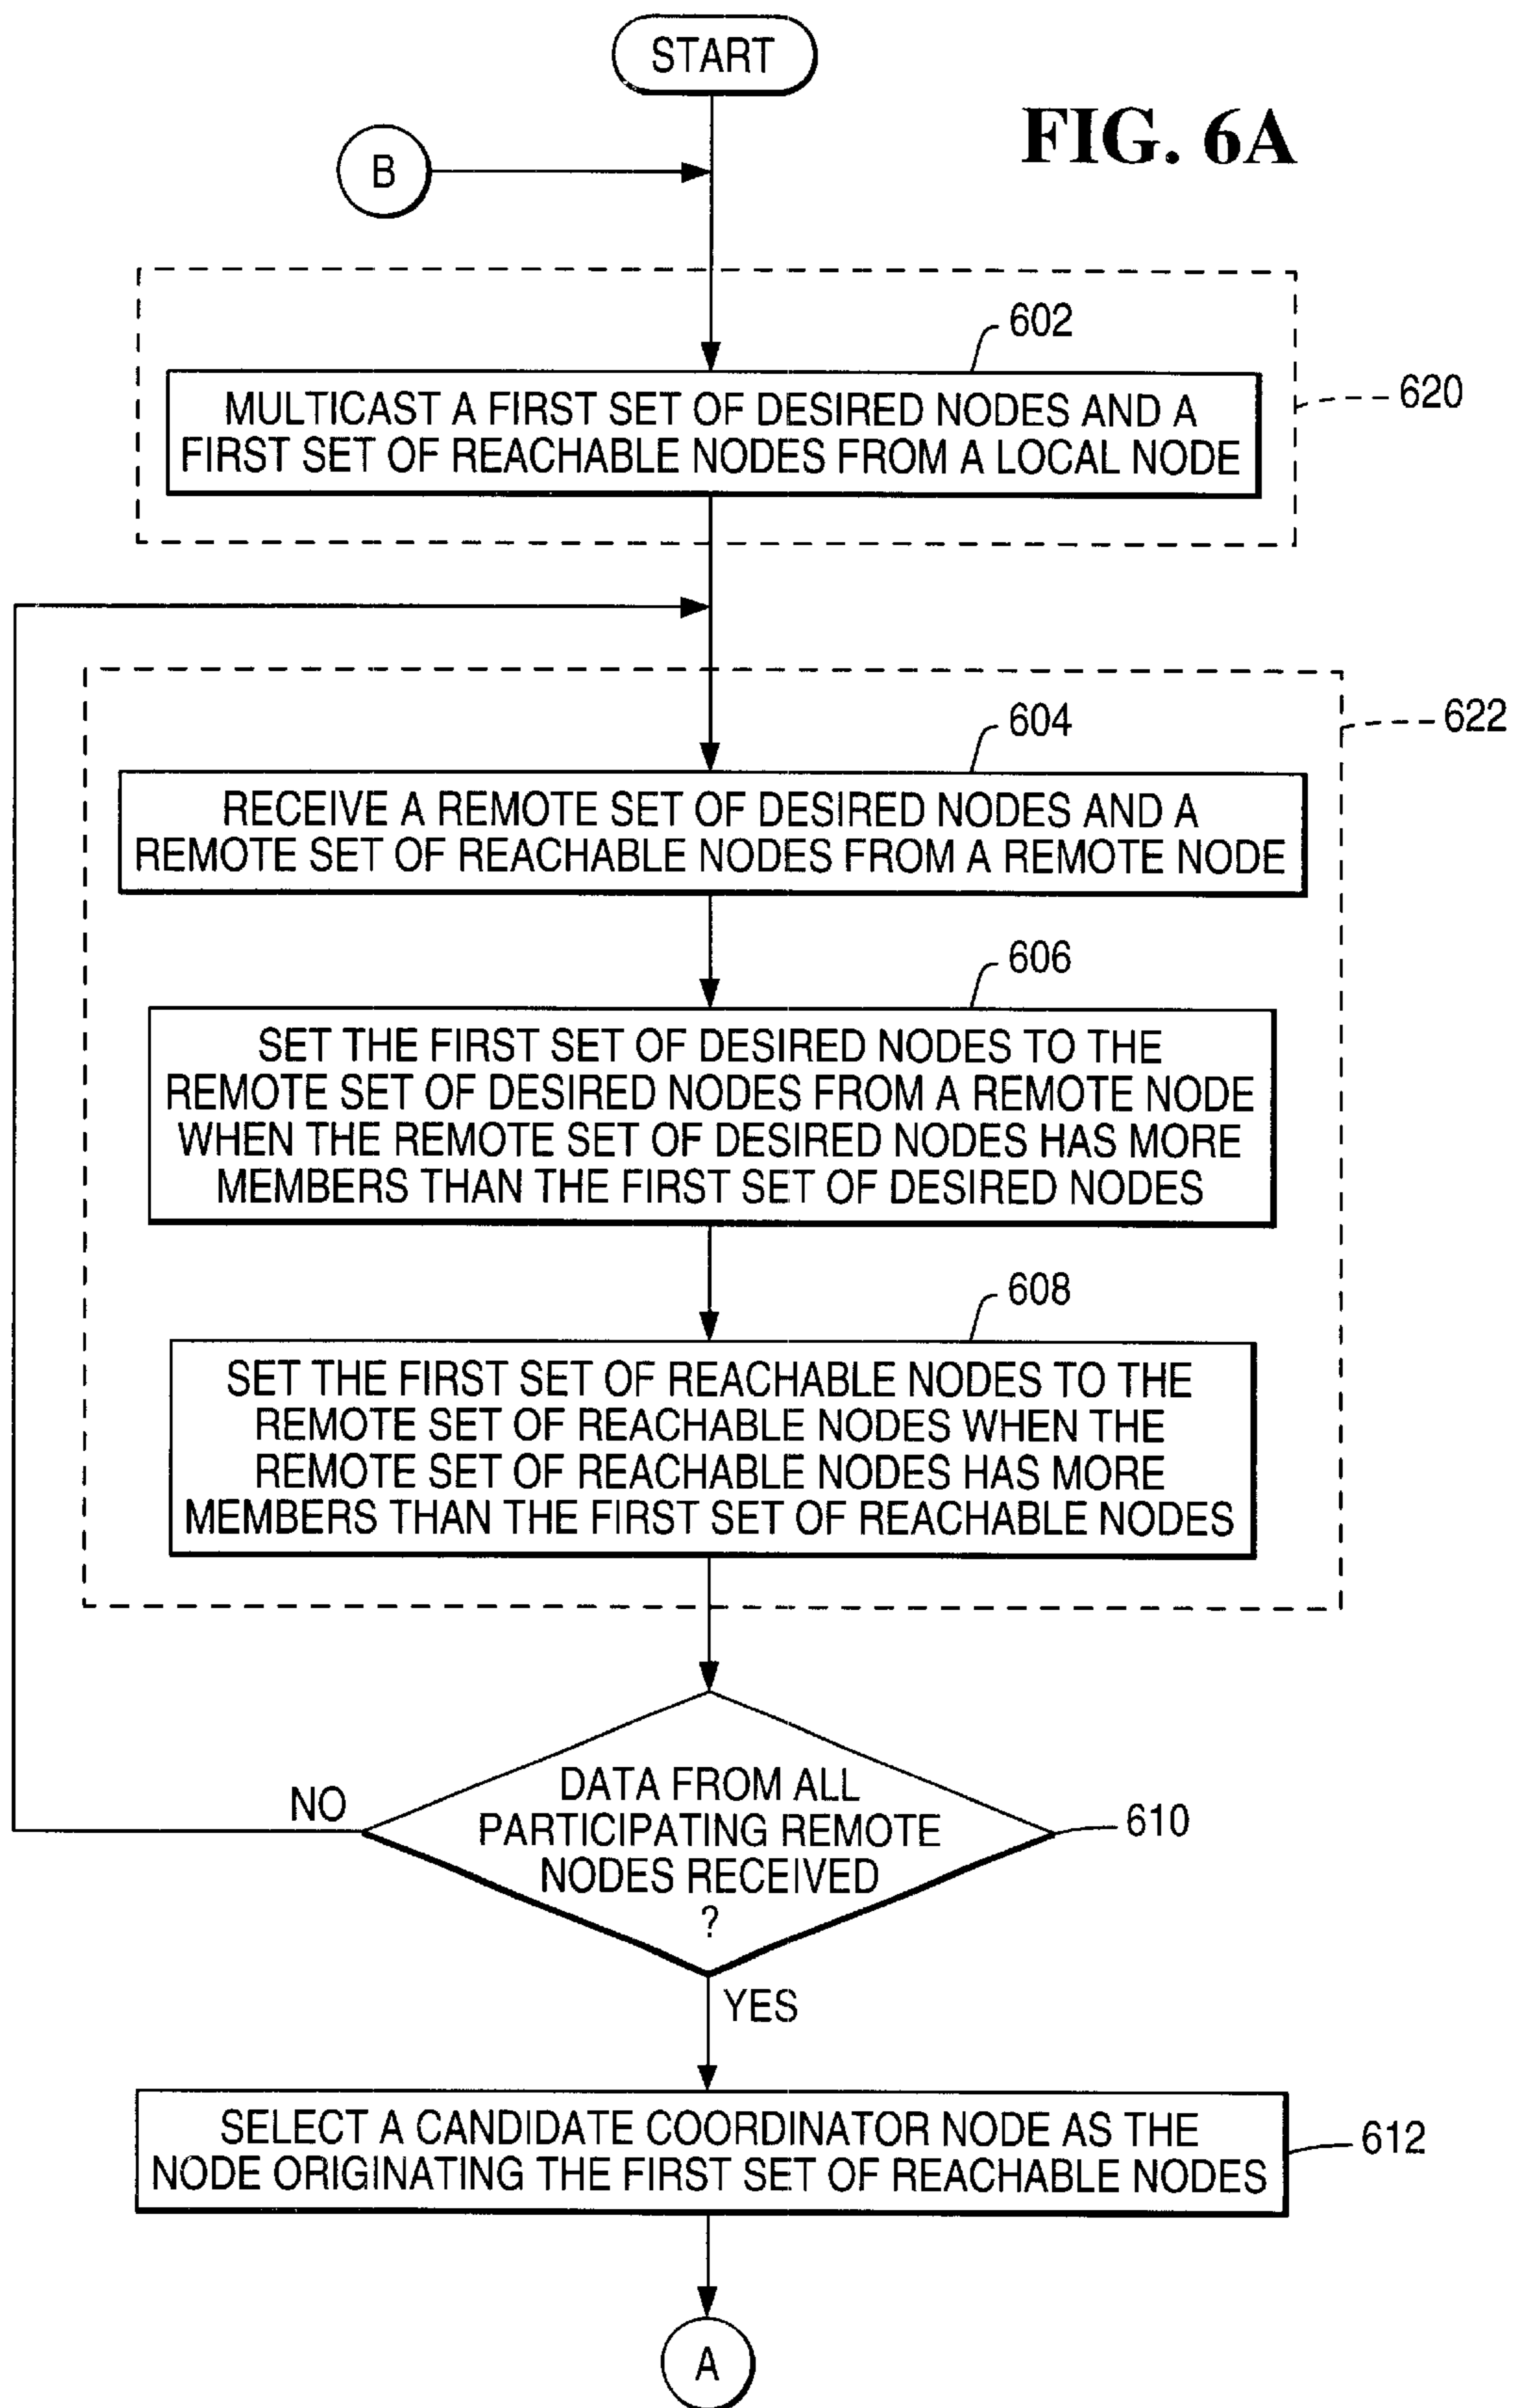 START
FIG. 6A
B
602
620
MULTICAST A FIRST SET OF DESIRED NODES AND A
FIRST SET OF REACHABLE NODES FROM A LOCAL NODE
622
604
RECEIVE A REMOTE SET OF DESIRED NODES AND A
REMOTE SET OF REACHABLE NODES FROM A REMOTE NODE
606
SET THE FIRST SET OF DESIRED NODES TO THE
REMOTE SET OF DESIRED NODES FROM A REMOTE NODE
WHEN THE REMOTE SET OF DESIRED NODES HAS MORE
MEMBERS THAN THE FIRST SET OF DESIRED NODES
608
SET THE FIRST SET OF REACHABLE NODES TO THE
REMOTE SET OF REACHABLE NODES WHEN THE
REMOTE SET OF REACHABLE NODES HAS MORE
MEMBERS THAN THE FIRST SET OF REACHABLE NODES
NO
DATA FROM ALL
PARTICIPATING REMOTE
NODES RECEIVED
?
610
YES
SELECT A CANDIDATE COORDINATOR NODE AS THE
NODE ORIGINATING THE FIRST SET OF REACHABLE NODES
612
A